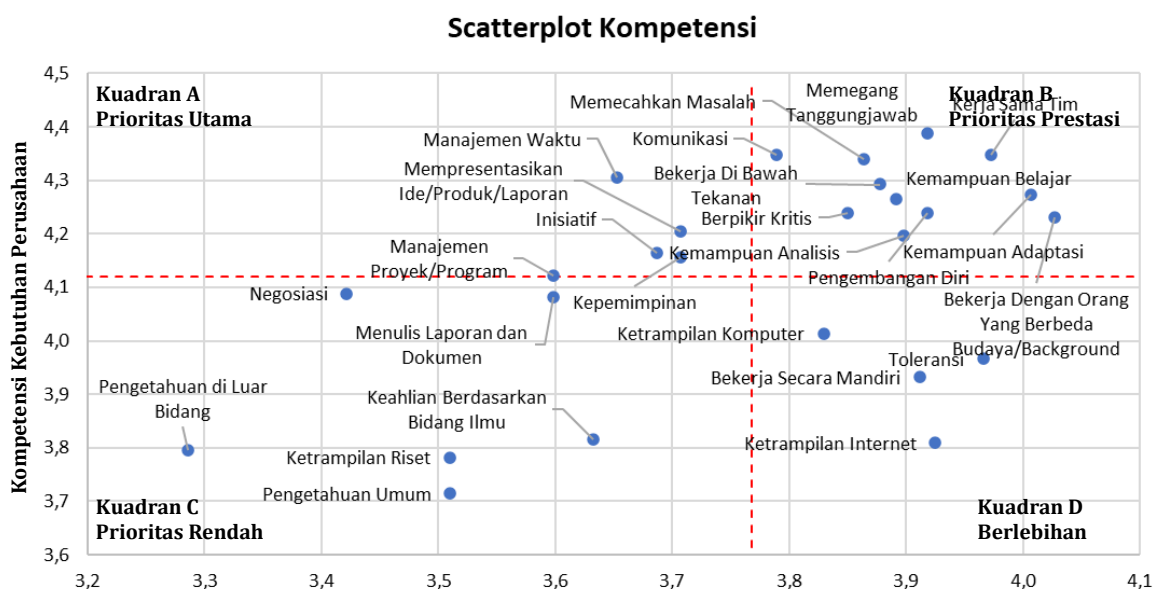 Scatterplot Kompetensi
Kompetensi Kebutuhan Perusahaan
4,5
4,4
4,3
4,2
4,1
4,0
3,9
3,8
3,7
3,6
Kuadran A
Prioritas Utama
Kuadran B
Prioritas Prestasi
Memegang
Tanggungjawab
Kerja Sama Tim
Memecahkan Masalah
Manajemen Waktu
Komunikasi
Mempresentasikan
Ide/Produk/Laporan
Bekerja Di Bawah
Tekanan
Kemampuan Belajar
Inisiatif
Berpikir Kritis
Manajemen
Proyek/Program
Kemampuan Analisis
Kemampuan Adaptasi
Pengembangan Diri
Negosiasi
Kepemimpinan
Bekerja Dengan Orang
Yang Berbeda
Budaya/Background
Menulis Laporan dan
Dokumen
Ketrampilan Komputer
Toleransi
Bekerja Secara Mandiri
Pengetahuan di Luar
Bidang
Keahlian Berdasarkan
Bidang Ilmu
Ketrampilan Internet
Ketrampilan Riset
Pengetahuan Umum
Kuadran C
Prioritas Rendah
Kuadran D
Berlebihan
3,2
3,3
3,4
3,5
3,6
3,7
3,8
3,9
4,0
4,1